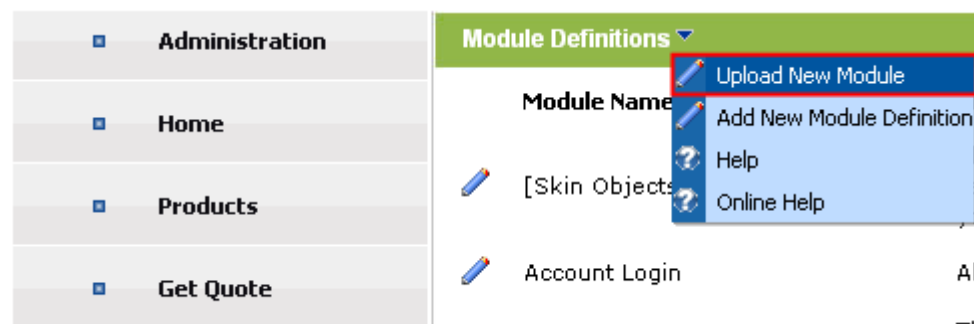 Administration
Home
Products
Get Quote
Module Definitions
Upload New Module
Module Name
Add New Module Definition
Help
[Skin Objects
Online Help
Account Login